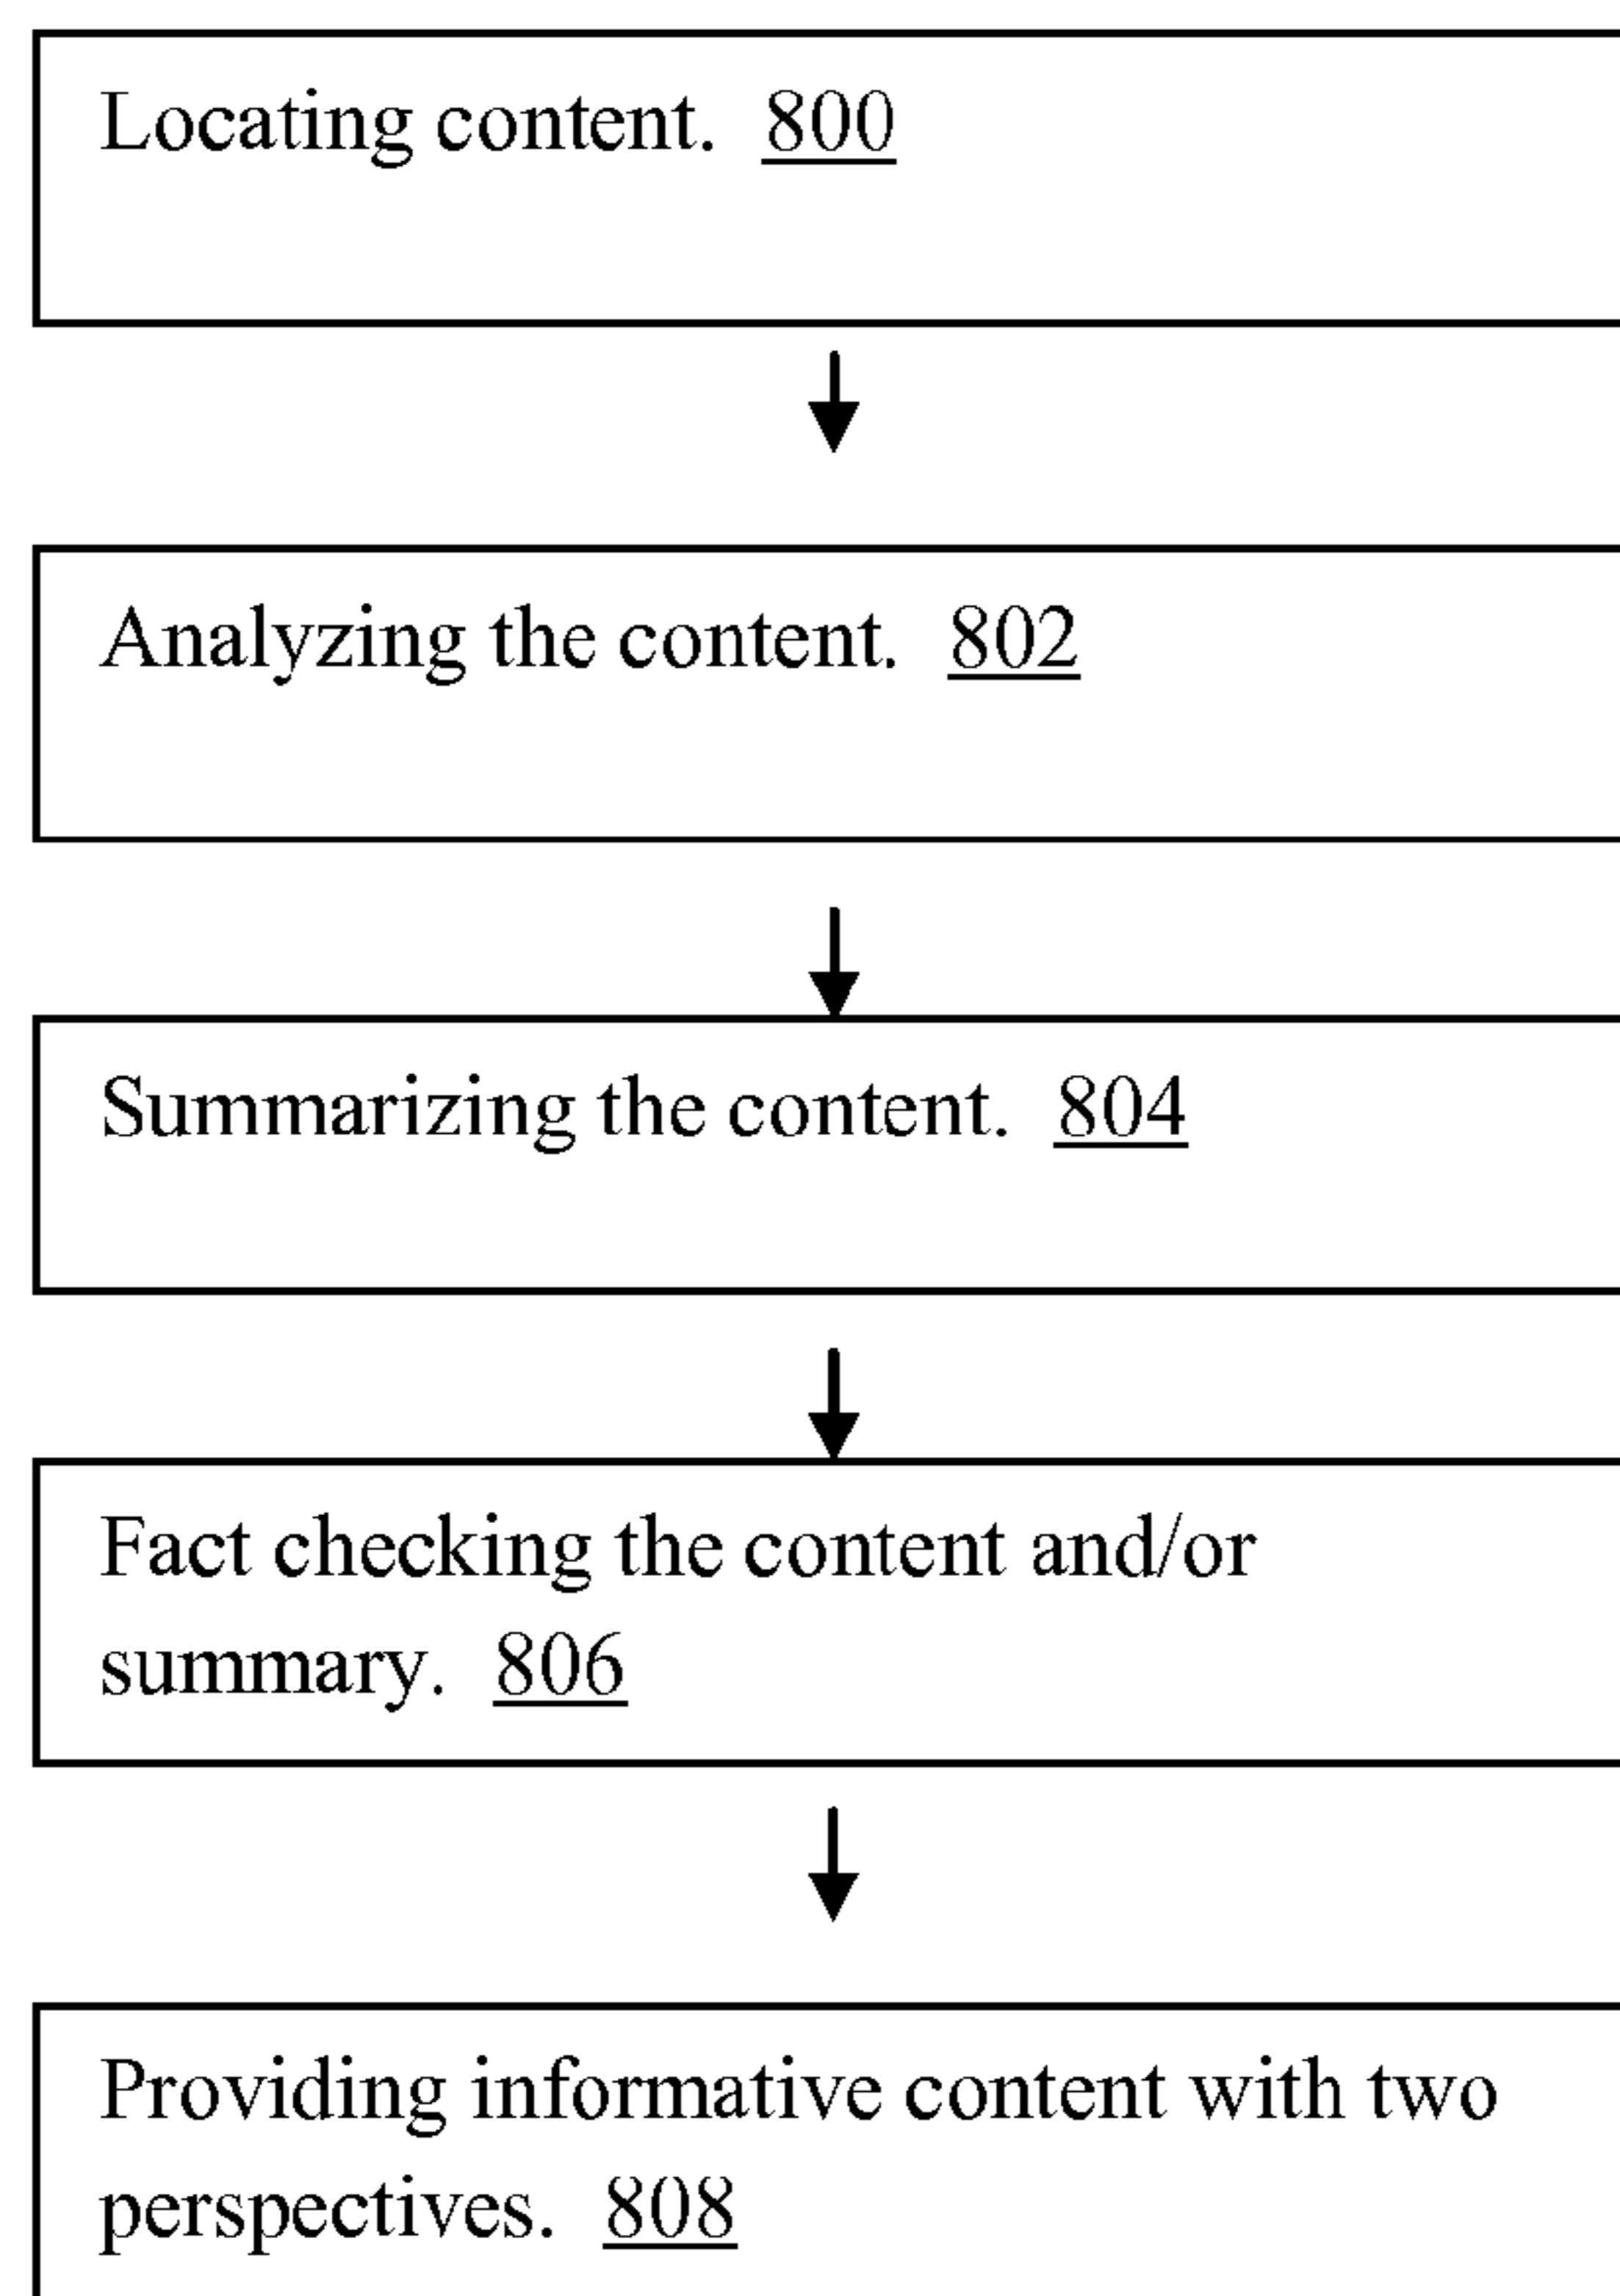 Locating content. 800
Analyzing the content. 802
Summarizing the content. 804
Fact checking the content and/or
summary. 806
Providing informative content with two
perspectives. 808